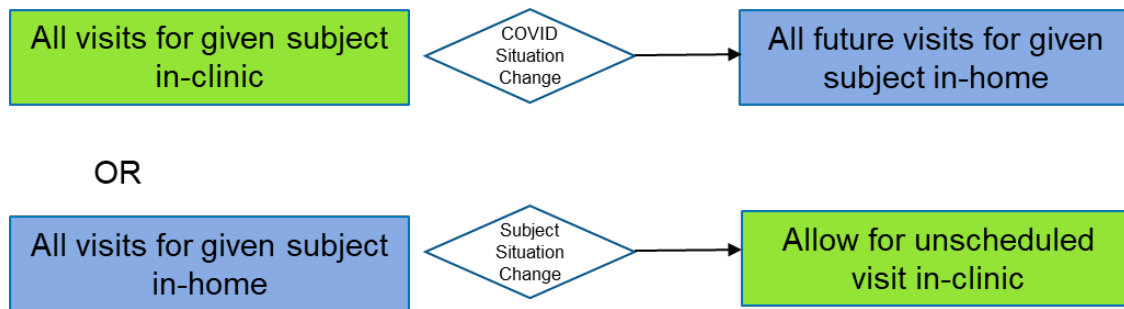 All visits for given subject
in-clinic
COVID
Situation
Change
All future visits for given
subject in-home
OR
All visits for given subject
in-home
Subject
Situation
Change
Allow for unscheduled
visit in-clinic